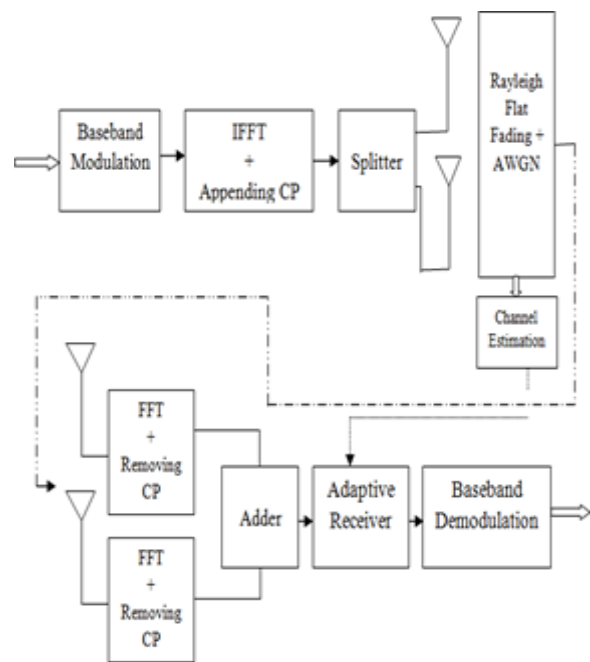 Baseband
Modulation
IFFT
+
Appending CP
Splitter
Rayleigh
Flat
Fading +
AWGN
Channel
Estimation
FFT
+
Removing
CP
Adder
Adaptive
Receiver
Baseband
Demodulation
FFT
+
Removing
CP